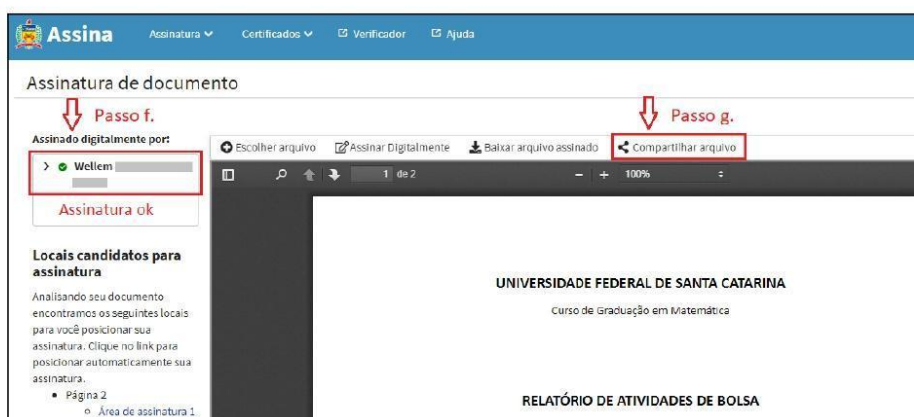 Assina
Assinatura
Certificados
Verificador
Ajuda
Assinatura de documento
Passo f.
Passo g.
Assinado digitalmente por:
Wellem
Assinatura ok
Escolher arquivo
Assinar Digitalmente
Baixar arquivo assinado
Compartilhar arquivo
1 de 2
100%
Locais candidatos para
assinatura
Analisando seu documento
encontramos os seguintes locais
para você posicionar sua
assinatura. Clique no link para
posicionar automaticamente sua
assinatura.
Página 2
Área de assinatura 1
UNIVERSIDADE FEDERAL DE SANTA CATARINA
Curso de Graduação em Matemática
RELATÓRIO DE ATIVIDADES DE BOLSA